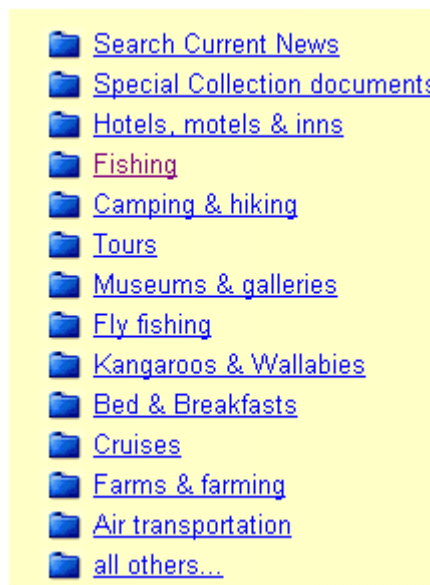 Search Current News
Special Collection documents
Hotels, motels & inns
Fishing
Camping & hiking
Tours
Museums & galleries
Fly fishing
Kangaroos & Wallabies
Bed & Breakfasts
Cruises
Farms & farming
Air transportation
all others...